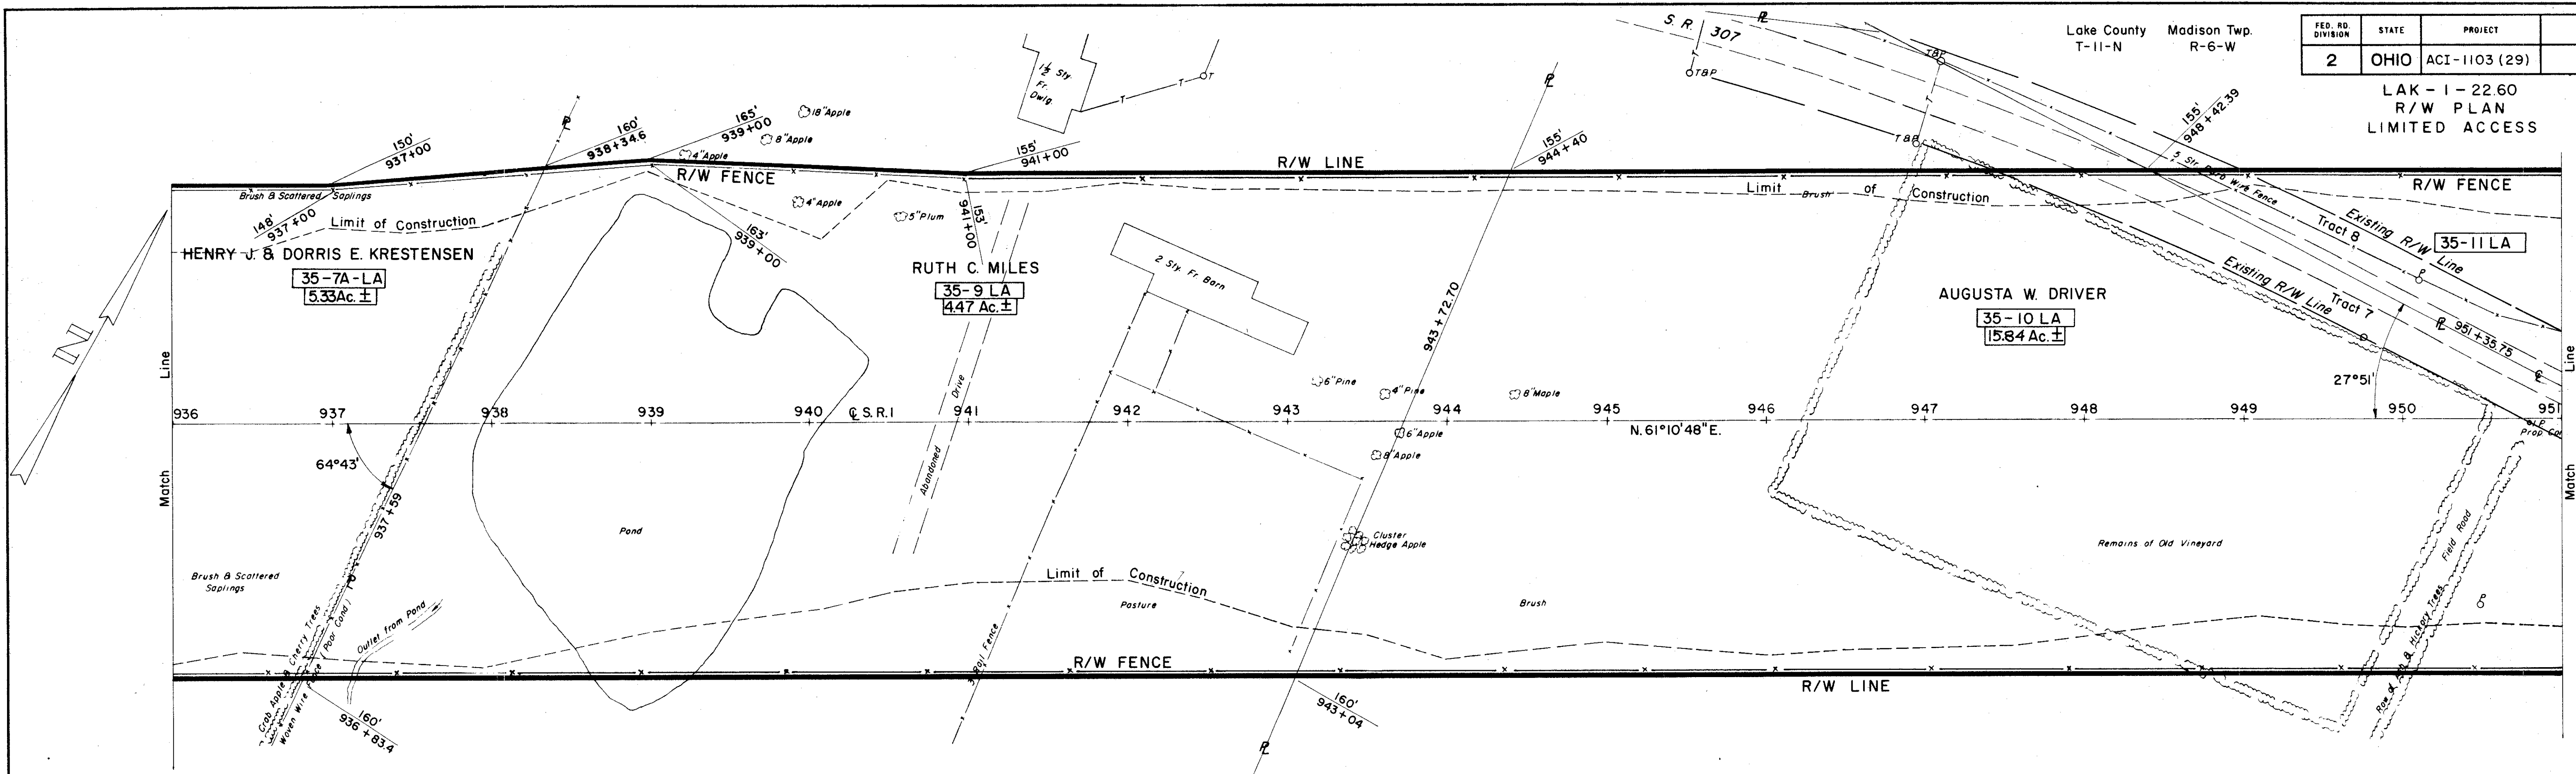 Lake County Madison Twp.
T-11-N R-6-W
FED. RD. DIVISION STATE PROJECT
2 OHIO ACI-1103 (29)
LAK - 1 - 22.60
R/W PLAN
LIMITED ACCESS
S. R. 307
P L
T&P
T&P
T&P
1½ Sty.
Fr.
Dwlg.
T T T
18" Apple
8" Apple
4" Apple
150'
937+00
160'
938+34.6
165'
939+00
155'
941+00
155'
944+40
155'
948+42.39
R/W LINE
R/W FENCE
R/W FENCE
5 Str. Barb Wire Fence
Brush & Scattered Saplings
148'
937+00
Limit of Construction
4" Apple
5" Plum
163'
939+00
153'
941+00
Limit of Construction
Brush
Existing R/W Line
Tract 8
35-11 LA
HENRY J. & DORRIS E. KRESTENSEN
35-7A-LA
5.33Ac. ±
RUTH C. MILES
35-9 LA
4.47 Ac. ±
2 Sty. Fr. Barn
943+72.70
AUGUSTA W. DRIVER
35-10 LA
15.84 Ac. ±
Existing R/W Line
Tract 7
951+35.75
N
27°51'
6" Pine
4" Pine
8" Maple
Match Line
936 937 938 939 940 ℄ S.R. 1 941 942 943 944 945 946 947 948 949 950 951
N. 61°10'48" E.
6" Apple
8" Apple
64°43'
937+59
Abandoned Drive
Pond
Cluster
Hedge Apple
Remains of Old Vineyard
Field Road
Match Line
Brush & Scattered
Saplings
Limit of Construction
Pasture
Brush
Crab Apple & Cherry Trees
Woven Wire Fence (Poor Cond.)
Outlet from Pond
3 Rail Fence
Row of Ash & Hickory Trees
R/W FENCE
R/W LINE
160'
936+83.4
160'
943+04